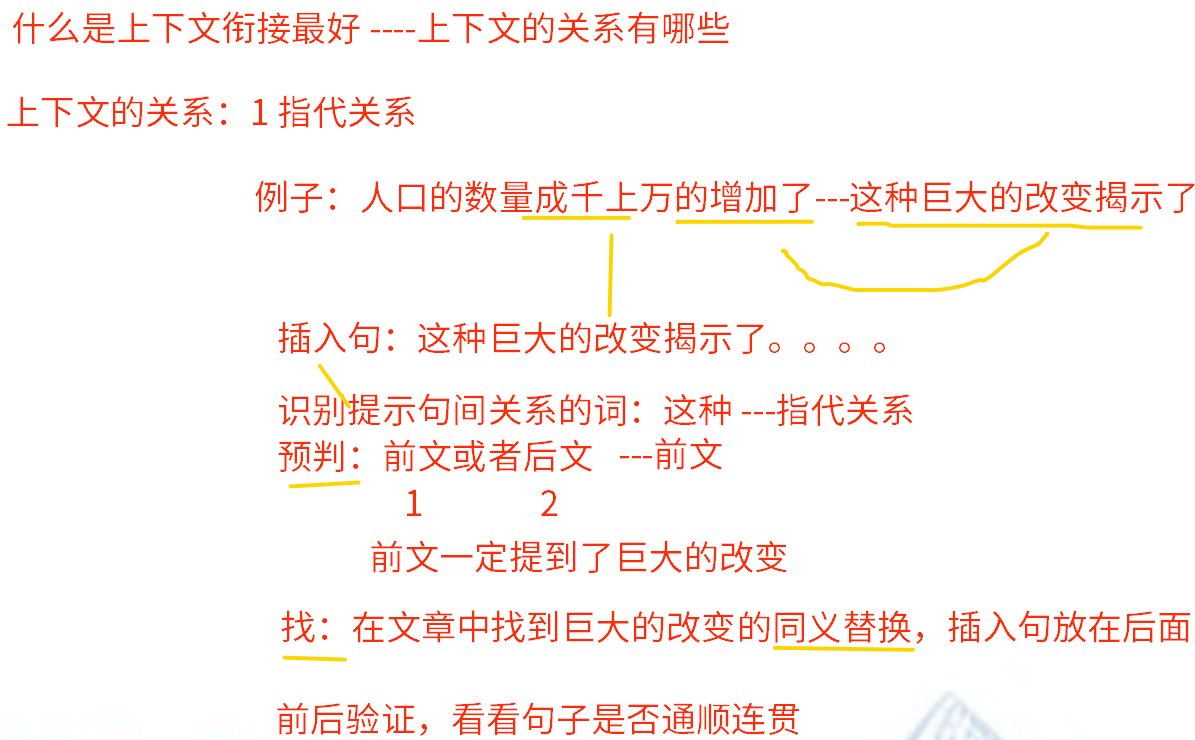 什么是上下文衔接最好 ----上下文的关系有哪些
上下文的关系：1 指代关系
例子：人口的数量成千上万的增加了---这种巨大的改变揭示了
插入句：这种巨大的改变揭示了。。。。
识别提示句间关系的词：这种 ---指代关系
预判：前文或者后文 ---前文
1 2
前文一定提到了巨大的改变
找：在文章中找到巨大的改变的同义替换，插入句放在后面
前后验证，看看句子是否通顺连贯